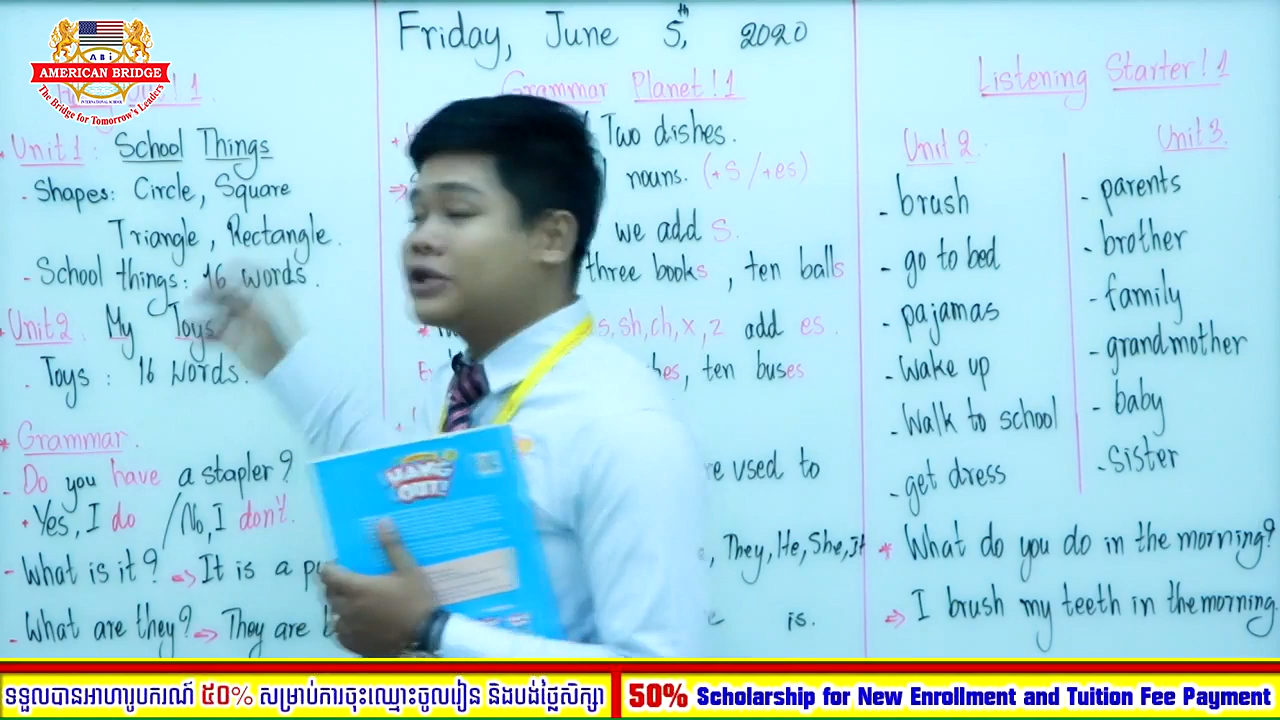 ABi
AMERICAN BRIDGE
INTERNATIONAL SCHOOL
The Bridge for Tomorrow's Leaders
Friday, June 5,th 2020
! 1.
Unit 1: School Things
- Shapes: Circle, Square
Triangle, Rectangle.
- School things: 16 words.
Unit 2 My Toys
- Toys : 16 words.
* Grammar.
- Do you have a stapler?
+ Yes, I do / No, I don't.
- What is it? => It is a
- What are they? => They are
Grammar Planet! 1
Two dishes.
nouns. (+s/+es)
we add s.
three books, ten balls
s, sh, ch, x, z add es.
es, ten buses
used to
, They, He, She, It
is.
HANG OUT!
Listening Starter! 1
Unit 2.
- brush
- go to bed
- pajamas
- wake up
- walk to school
- get dress
Unit 3.
- parents
- brother
- family
- grandmother
- baby
- sister
* What do you do in the morning?
=> I brush my teeth in the morning.
ទទួលបានអាហារូបករណ៍ ៥០% សម្រាប់ការចុះឈ្មោះចូលរៀន និងបង់ថ្លៃសិក្សា
50% Scholarship for New Enrollment and Tuition Fee Payment